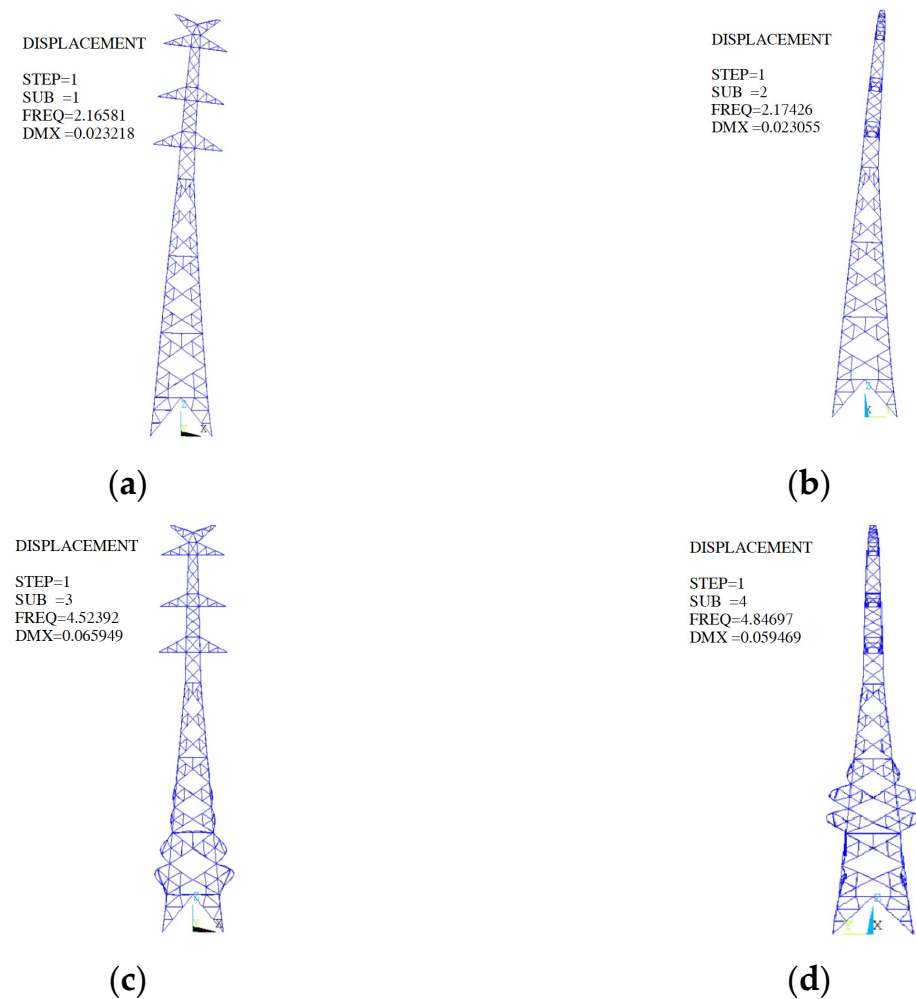 DISPLACEMENT
STEP=1
SUB =1
FREQ=2.16581
DMX =0.023218
Z
Y
X
(a)
DISPLACEMENT
STEP=1
SUB =2
FREQ=2.17426
DMX =0.023055
Z
X
Y
(b)
DISPLACEMENT
STEP=1
SUB =3
FREQ=4.52392
DMX=0.065949
Z
Y
X
(c)
DISPLACEMENT
STEP=1
SUB =4
FREQ=4.84697
DMX=0.059469
Z
Y
X
(d)